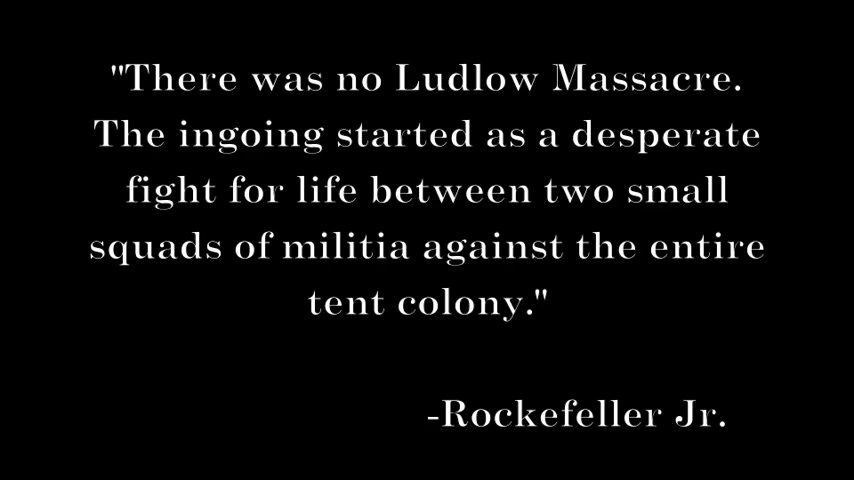 "There was no Ludlow Massacre.
The ingoing started as a desperate
fight for life between two small
squads of militia against the entire
tent colony."
-Rockefeller Jr.